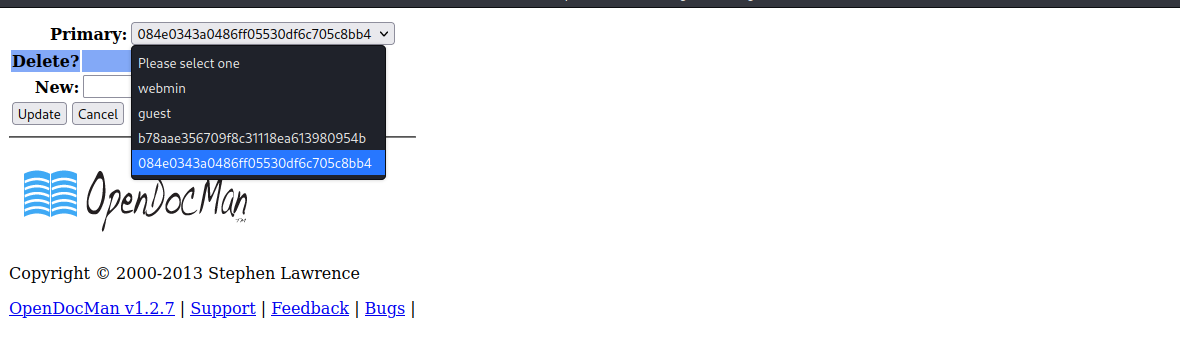 Primary: 084e0343a0486ff05530df6c705c8bb4
Delete?
Please select one
New:
webmin
Update Cancel
guest
b78aae356709f8c31118ea613980954b
084e0343a0486ff05530df6c705c8bb4
OpenDocMan
TM
Copyright © 2000-2013 Stephen Lawrence
OpenDocMan v1.2.7 | Support | Feedback | Bugs |